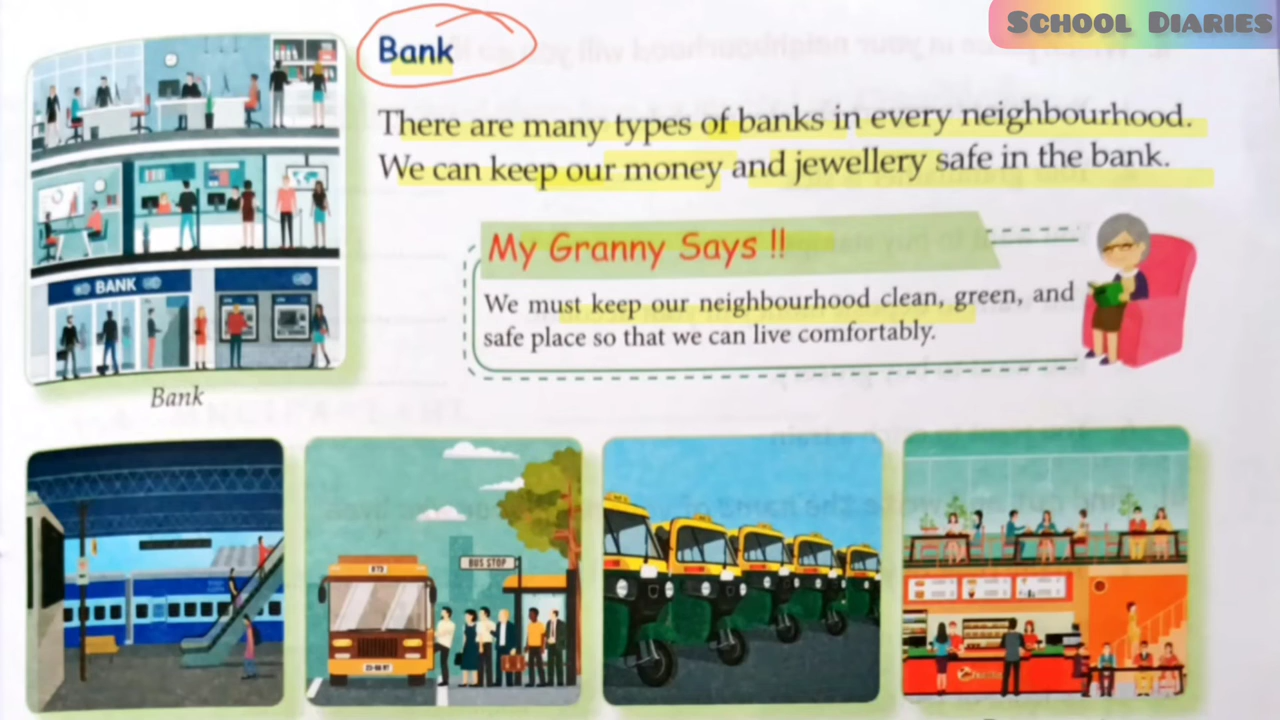 SCHOOL DIARIES
Bank
There are many types of banks in every neighbourhood.
We can keep our money and jewellery safe in the bank.
BANK
My Granny Says !!
We must keep our neighbourhood clean, green, and
safe place so that we can live comfortably.
Bank
BUS STOP